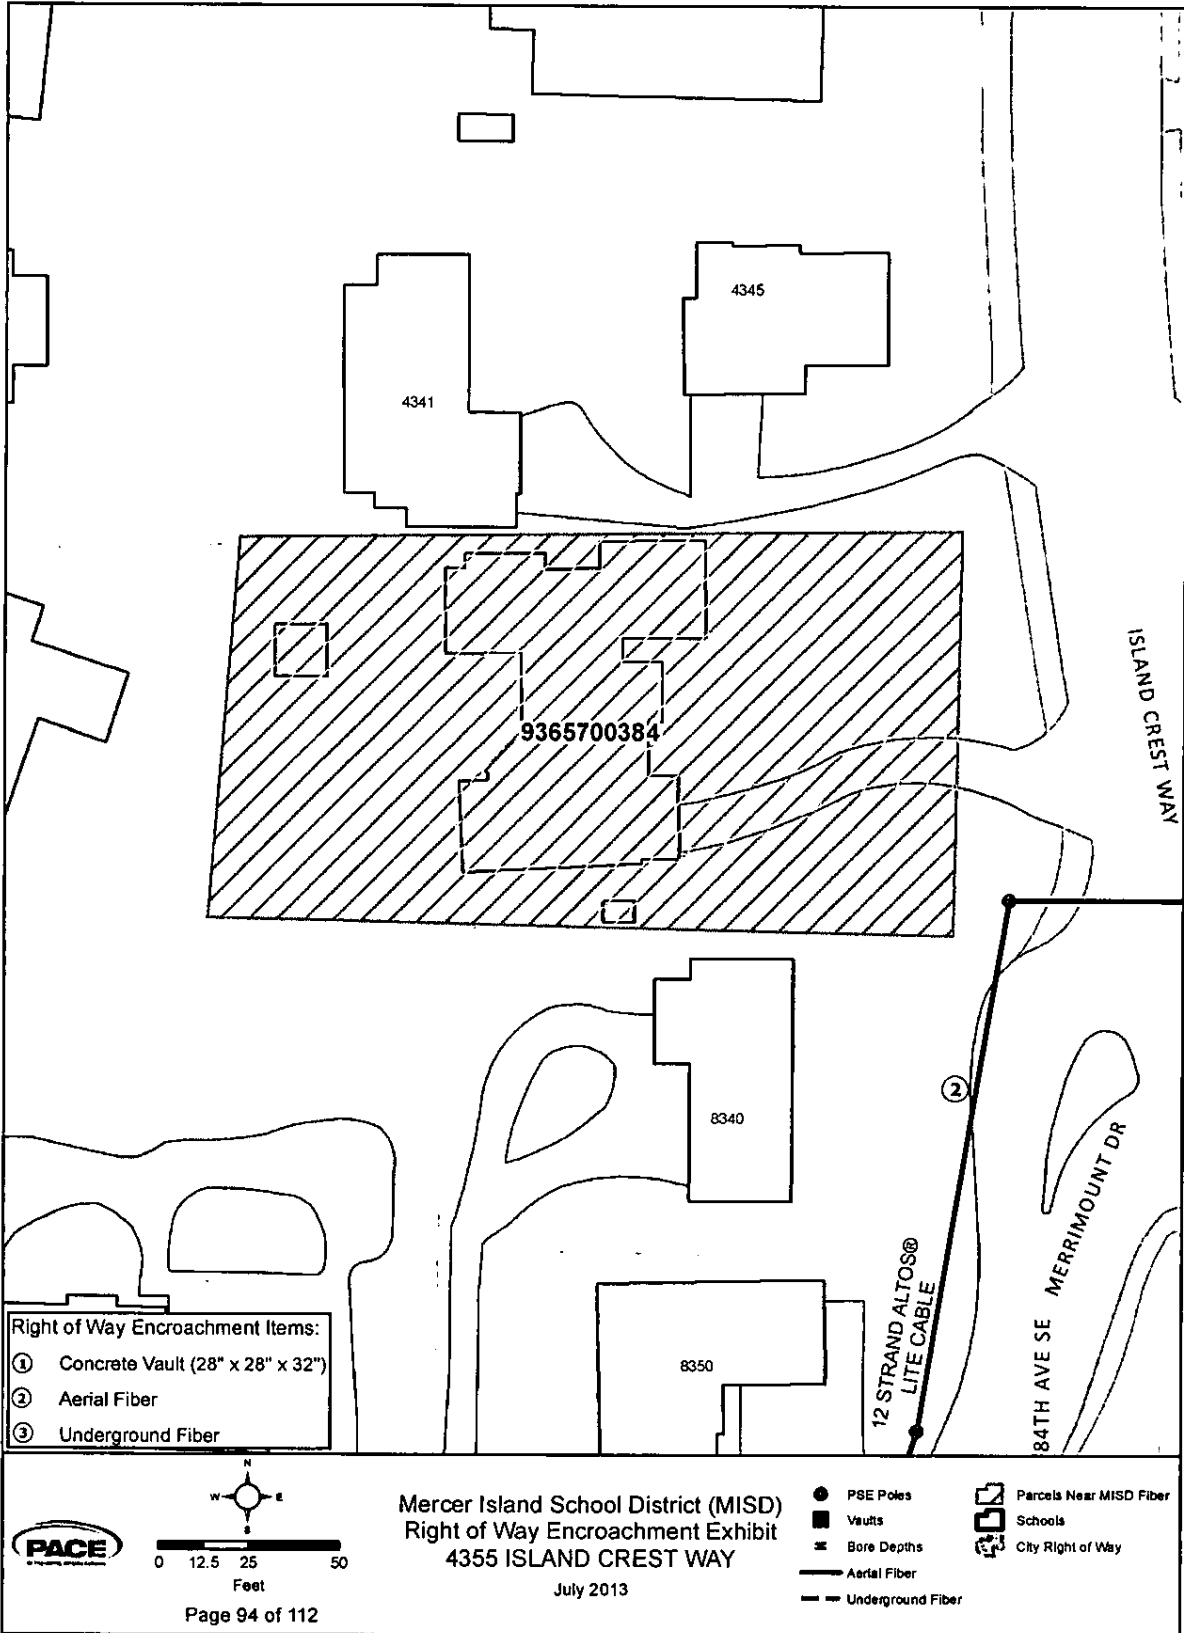 4345
4341
9365700384
ISLAND CREST WAY
2
8340
MERRIMOUNT DR
84TH AVE SE
12 STRAND ALTOS®
LITE CABLE
8350
Right of Way Encroachment Items:
1 Concrete Vault (28" x 28" x 32")
2 Aerial Fiber
3 Underground Fiber
N
W E
S
PACE
0 12.5 25 50
Feet
Page 94 of 112
Mercer Island School District (MISD)
Right of Way Encroachment Exhibit
4355 ISLAND CREST WAY
July 2013
PSE Poles
Vaults
Bore Depths
Aerial Fiber
Underground Fiber
Parcels Near MISD Fiber
Schools
City Right of Way